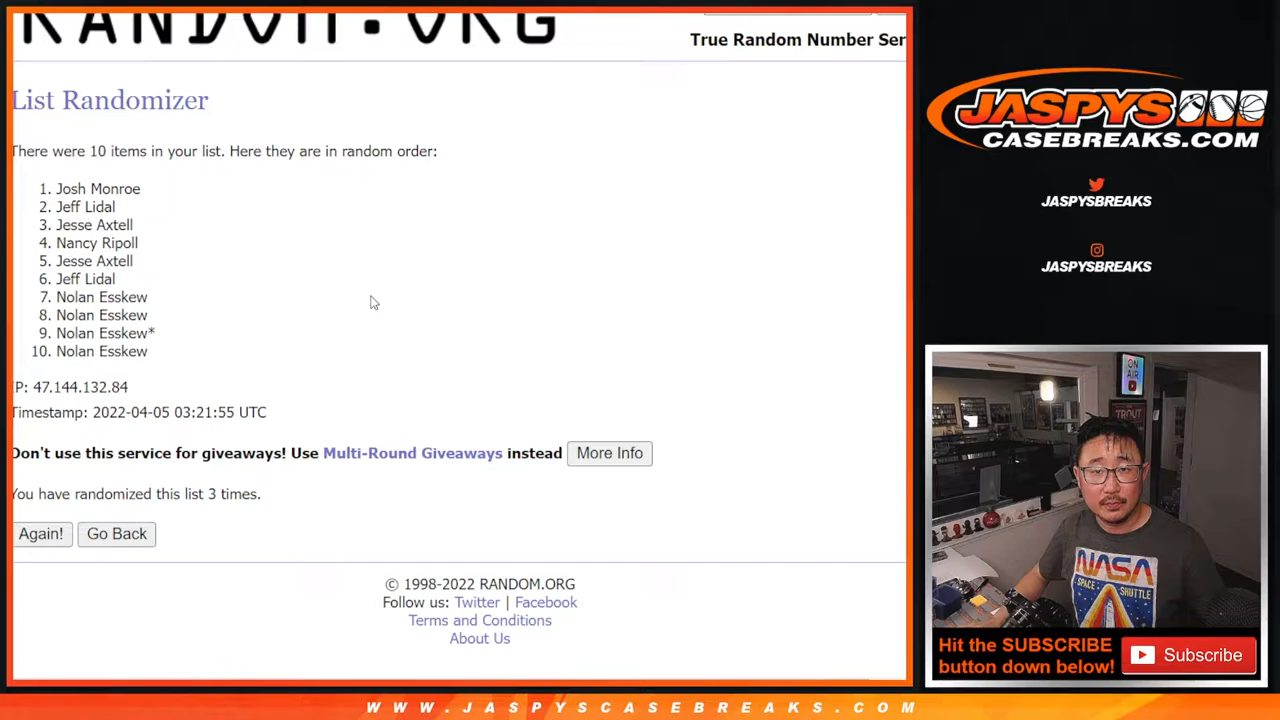 RANDOM.ORG
True Random Number Ser
List Randomizer
There were 10 items in your list. Here they are in random order:
1. Josh Monroe
2. Jeff Lidal
3. Jesse Axtell
4. Nancy Ripoll
5. Jesse Axtell
6. Jeff Lidal
7. Nolan Esskew
8. Nolan Esskew
9. Nolan Esskew*
10. Nolan Esskew
IP: 47.144.132.84
Timestamp: 2022-04-05 03:21:55 UTC
Don't use this service for giveaways! Use Multi-Round Giveaways instead More Info
You have randomized this list 3 times.
Again! Go Back
© 1998-2022 RANDOM.ORG
Follow us: Twitter | Facebook
Terms and Conditions
About Us
JASPYS
CASEBREAKS.COM
JASPYSBREAKS
JASPYSBREAKS
ON
AIR
TROUT
NASA
SPACE SHUTTLE
Hit the SUBSCRIBE
button down below!
Subscribe
WWW.JASPYSCASEBREAKS.COM